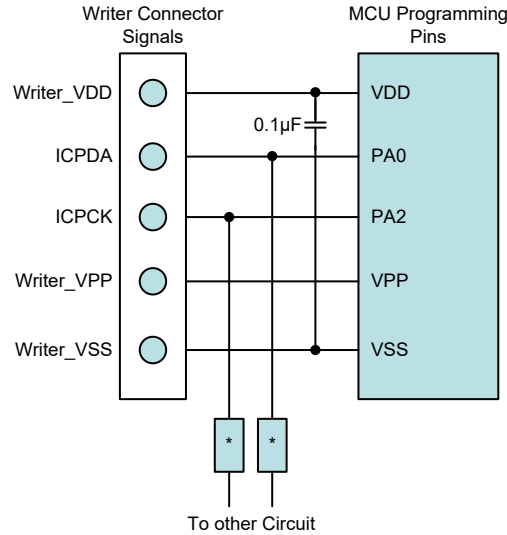 Writer Connector
Signals
MCU Programming
Pins
Writer_VDD
VDD
0.1µF
ICPDA
PA0
ICPCK
PA2
Writer_VPP
VPP
Writer_VSS
VSS
* *
To other Circuit